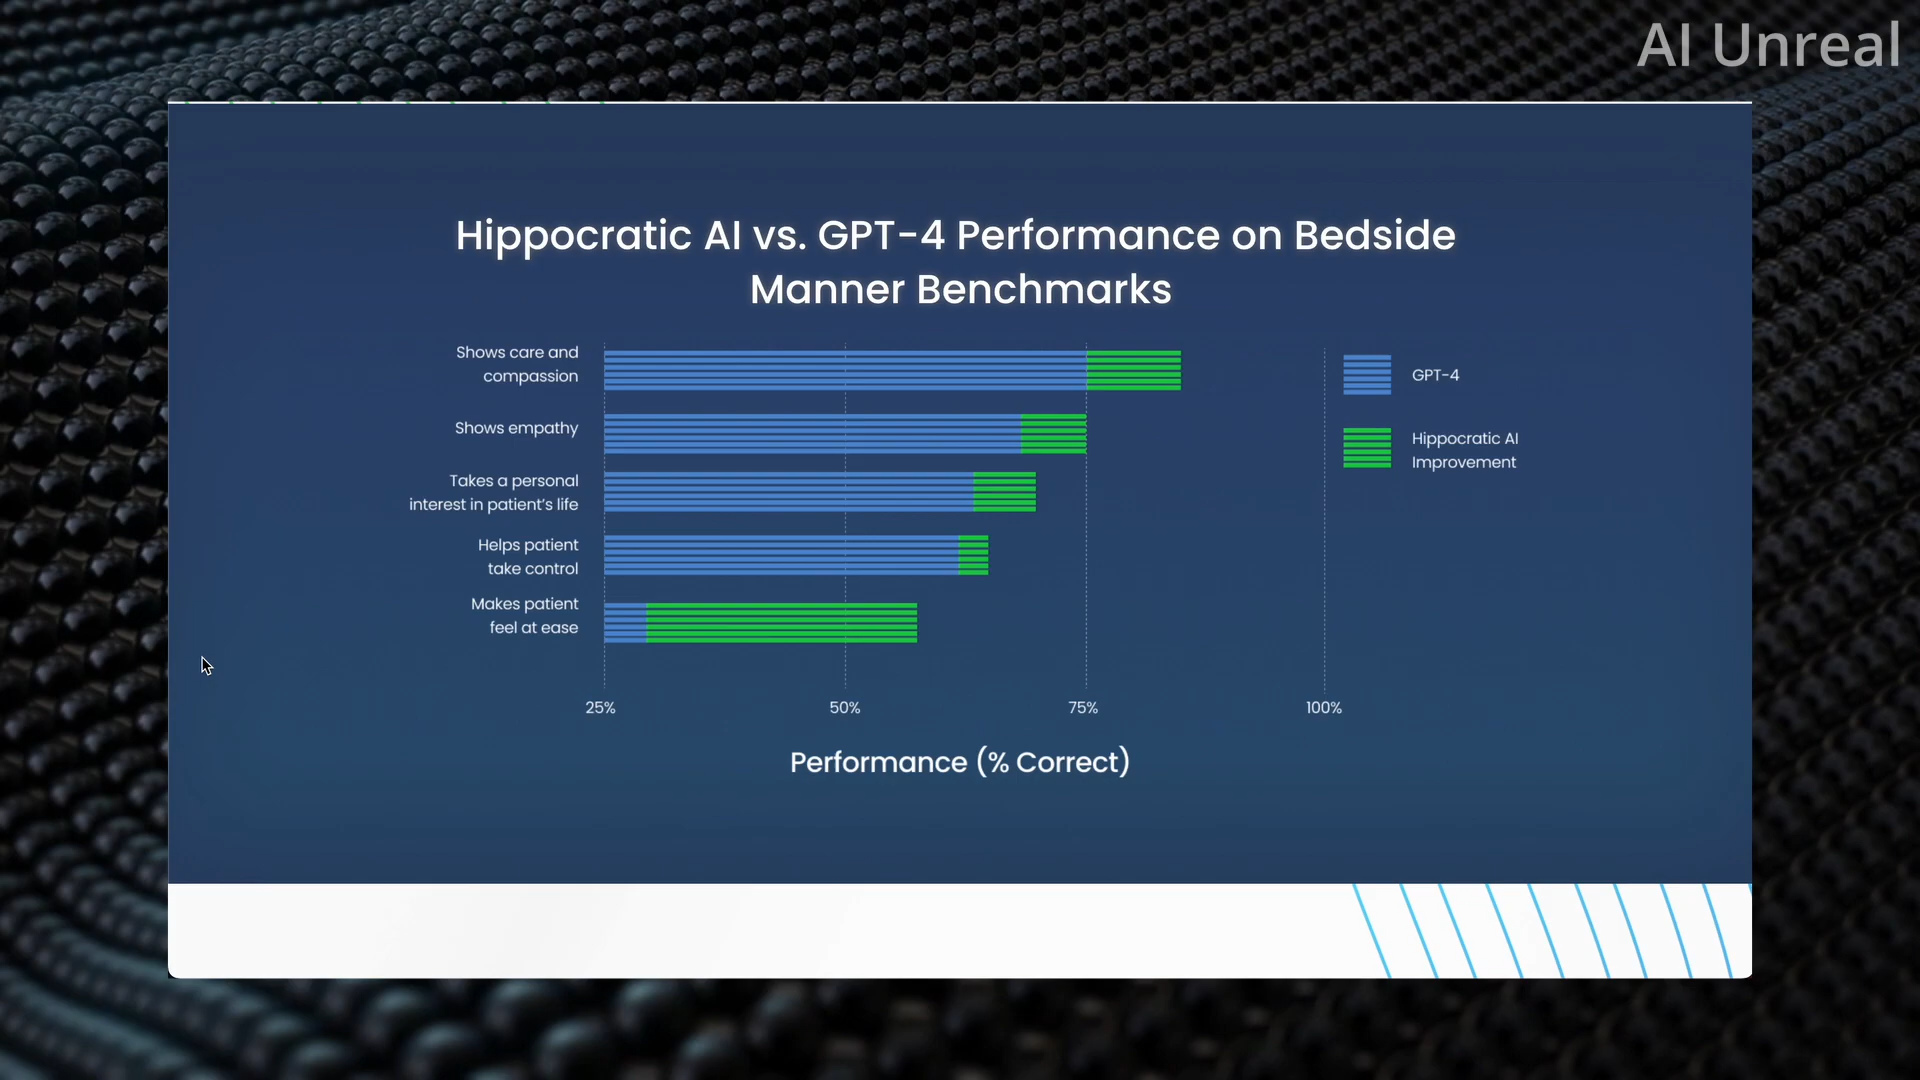 AI Unreal
Hippocratic AI vs. GPT-4 Performance on Bedside
Manner Benchmarks
Shows care and
compassion
Shows empathy
Takes a personal
interest in patient's life
Helps patient
take control
Makes patient
feel at ease
GPT-4
Hippocratic AI
Improvement
25%
50%
75%
100%
Performance (% Correct)